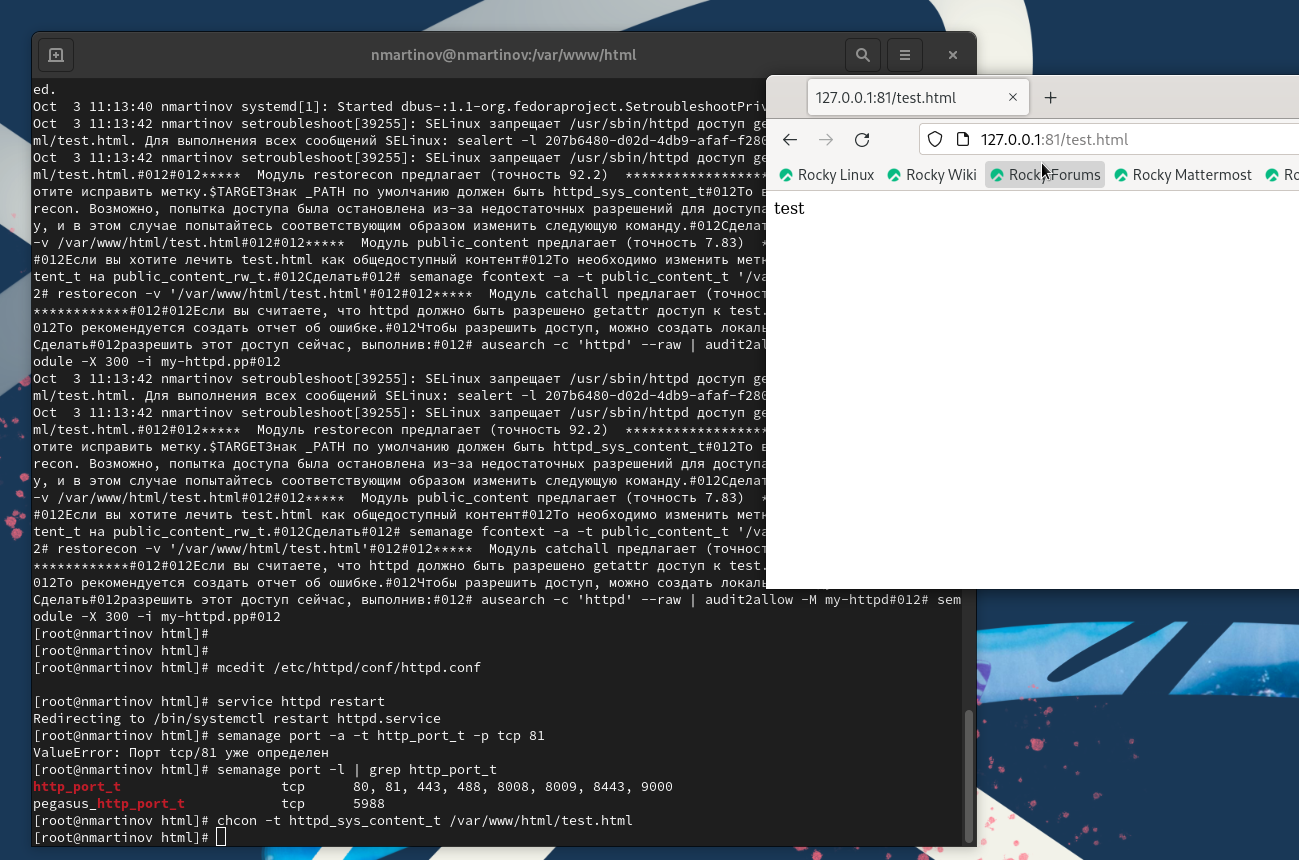 nmartinov@nmartinov:/var/www/html
ed.
Oct  3 11:13:40 nmartinov systemd[1]: Started dbus-:1.1-org.fedoraproject.SetroubleshootPriv
Oct  3 11:13:42 nmartinov setroubleshoot[39255]: SELinux запрещает /usr/sbin/httpd доступ ge
ml/test.html. Для выполнения всех сообщений SELinux: sealert -l 207b6480-d02d-4db9-afaf-f280
Oct  3 11:13:42 nmartinov setroubleshoot[39255]: SELinux запрещает /usr/sbin/httpd доступ ge
ml/test.html.#012#012*****  Модуль restorecon предлагает (точность 92.2)  ******************
отите исправить метку.$TARGETЗнак _PATH по умолчанию должен быть httpd_sys_content_t#012То в
recon. Возможно, попытка доступа была остановлена из-за недостаточных разрешений для доступа
у, и в этом случае попытайтесь соответствующим образом изменить следующую команду.#012Сделат
-v /var/www/html/test.html#012#012*****  Модуль public_content предлагает (точность 7.83)  *
#012Если вы хотите лечить test.html как общедоступный контент#012То необходимо изменить метк
tent_t на public_content_rw_t.#012Сделать#012# semanage fcontext -a -t public_content_t '/va
2# restorecon -v '/var/www/html/test.html'#012#012*****  Модуль catchall предлагает (точност
************#012#012Если вы считаете, что httpd должно быть разрешено getattr доступ к test.
012То рекомендуется создать отчет об ошибке.#012Чтобы разрешить доступ, можно создать локаль
Сделать#012разрешить этот доступ сейчас, выполнив:#012# ausearch -c 'httpd' --raw | audit2al
odule -X 300 -i my-httpd.pp#012
Oct  3 11:13:42 nmartinov setroubleshoot[39255]: SELinux запрещает /usr/sbin/httpd доступ ge
ml/test.html. Для выполнения всех сообщений SELinux: sealert -l 207b6480-d02d-4db9-afaf-f280
Oct  3 11:13:42 nmartinov setroubleshoot[39255]: SELinux запрещает /usr/sbin/httpd доступ ge
ml/test.html.#012#012*****  Модуль restorecon предлагает (точность 92.2)  ******************
отите исправить метку.$TARGETЗнак _PATH по умолчанию должен быть httpd_sys_content_t#012То в
recon. Возможно, попытка доступа была остановлена из-за недостаточных разрешений для доступа
у, и в этом случае попытайтесь соответствующим образом изменить следующую команду.#012Сделат
-v /var/www/html/test.html#012#012*****  Модуль public_content предлагает (точность 7.83)  *
#012Если вы хотите лечить test.html как общедоступный контент#012То необходимо изменить метк
tent_t на public_content_rw_t.#012Сделать#012# semanage fcontext -a -t public_content_t '/va
2# restorecon -v '/var/www/html/test.html'#012#012*****  Модуль catchall предлагает (точност
************#012#012Если вы считаете, что httpd должно быть разрешено getattr доступ к test.
012То рекомендуется создать отчет об ошибке.#012Чтобы разрешить доступ, можно создать локаль
Сделать#012разрешить этот доступ сейчас, выполнив:#012# ausearch -c 'httpd' --raw | audit2allow -M my-httpd#012# sem
odule -X 300 -i my-httpd.pp#012
[root@nmartinov html]#
[root@nmartinov html]#
[root@nmartinov html]# mcedit /etc/httpd/conf/httpd.conf
[root@nmartinov html]# service httpd restart
Redirecting to /bin/systemctl restart httpd.service
[root@nmartinov html]# semanage port -a -t http_port_t -p tcp 81
ValueError: Порт tcp/81 уже определен
[root@nmartinov html]# semanage port -l | grep http_port_t
http_port_t                    tcp      80, 81, 443, 488, 8008, 8009, 8443, 9000
pegasus_http_port_t            tcp      5988
[root@nmartinov html]# chcon -t httpd_sys_content_t /var/www/html/test.html
[root@nmartinov html]#
127.0.0.1:81/test.html
127.0.0.1:81/test.html
Rocky Linux Rocky Wiki Rocky Forums Rocky Mattermost Ro
test